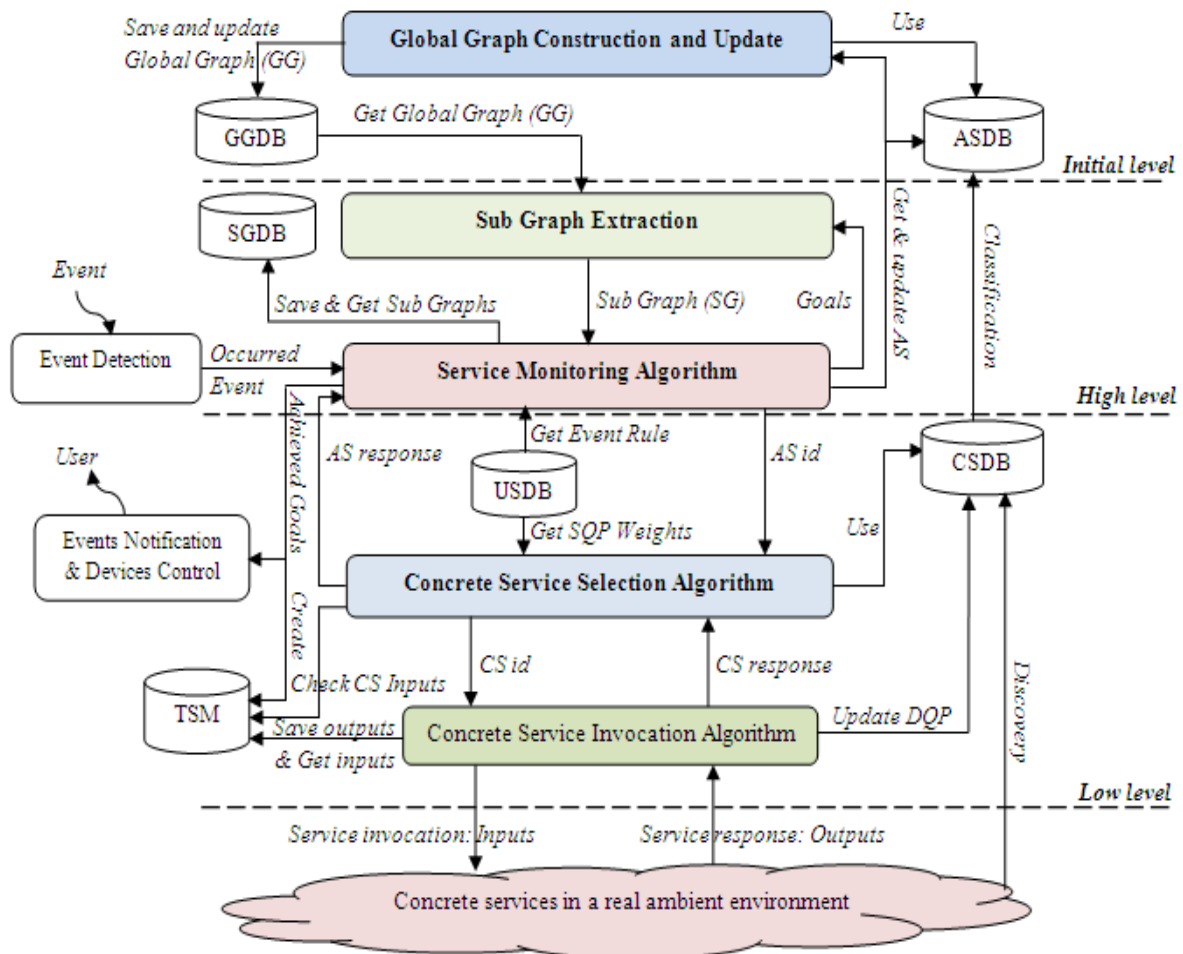 Save and update
Global Graph (GG)
Global Graph Construction and Update
Use
GGDB
Get Global Graph (GG)
ASDB
Initial level
SGDB
Sub Graph Extraction
Get & update AS
Classification
Event
Save & Get Sub Graphs
Sub Graph (SG)
Goals
Event Detection
Occurred
Event
Service Monitoring Algorithm
High level
Achieved Goals
AS response
Get Event Rule
AS id
User
USDB
CSDB
Events Notification
& Devices Control
Get SQP Weights
Use
Concrete Service Selection Algorithm
Create
CS id
CS response
Discovery
Check CS Inputs
TSM
Save outputs
& Get inputs
Concrete Service Invocation Algorithm
Update DQP
Low level
Service invocation: Inputs
Service response: Outputs
Concrete services in a real ambient environment